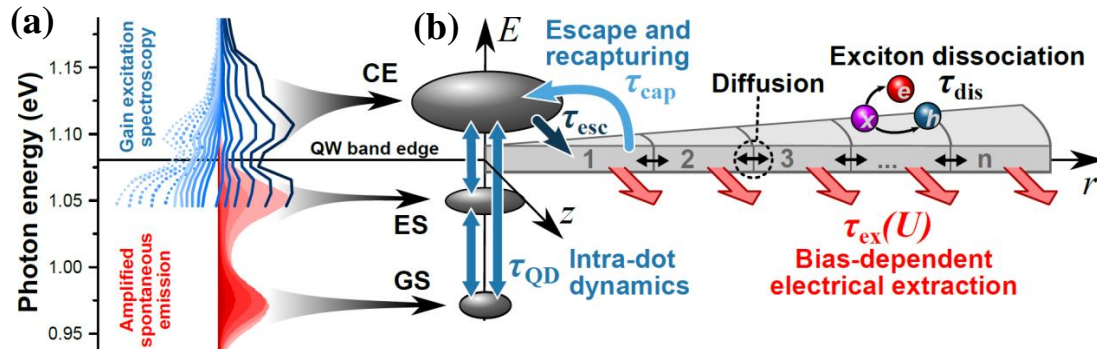 (a)
Photon energy (eV)
1.15
1.10
1.05
1.00
0.95
Gain excitation
spectroscopy
Amplified
spontaneous
emission
QW band edge
CE
ES
GS
(b)
E
z
r
Escape and
recapturing
τcap
τesc
τQD
Intra-dot
dynamics
Diffusion
Exciton dissociation
τdis
x
e
h
1
2
3
...
n
τex(U)
Bias-dependent
electrical extraction